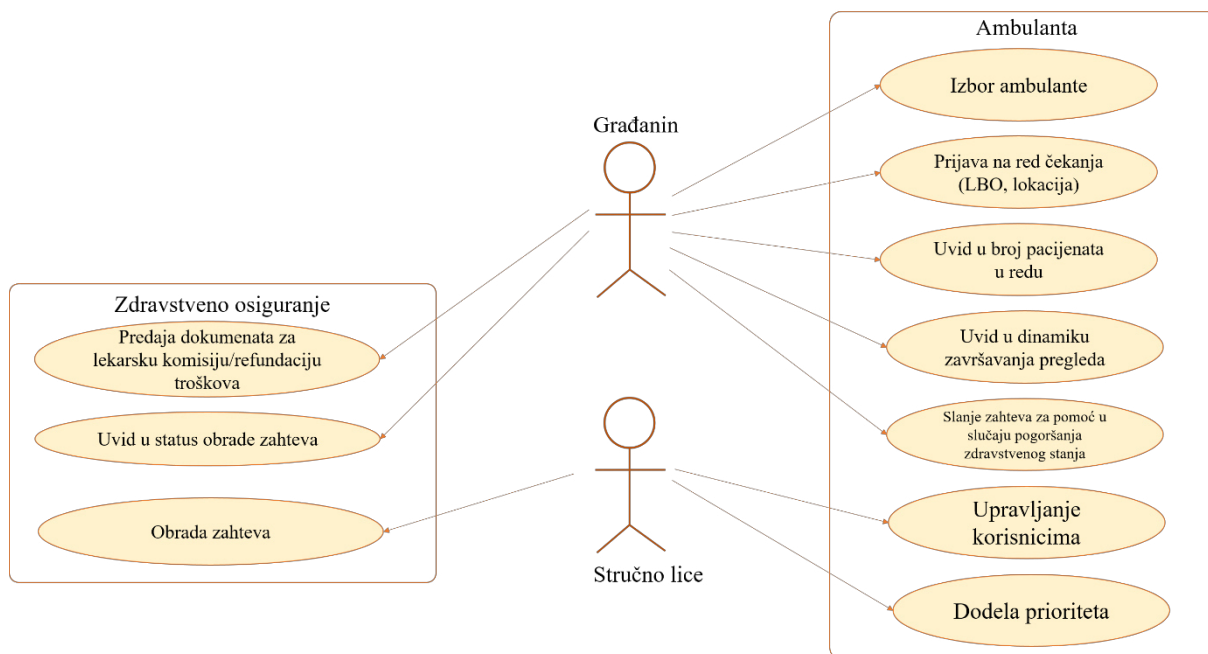 Građanin
Zdravstveno osiguranje
Predaja dokumenata za
lekarsku komisiju/refundaciju
troškova
Uvid u status obrade zahteva
Obrada zahteva
Stručno lice
Ambulanta
Izbor ambulante
Prijava na red čekanja
(LBO, lokacija)
Uvid u broj pacijenata
u redu
Uvid u dinamiku
završavanja pregleda
Slanje zahteva za pomoć u
slučaju pogoršanja
zdravstvenog stanja
Upravljanje
korisnicima
Dodela prioriteta